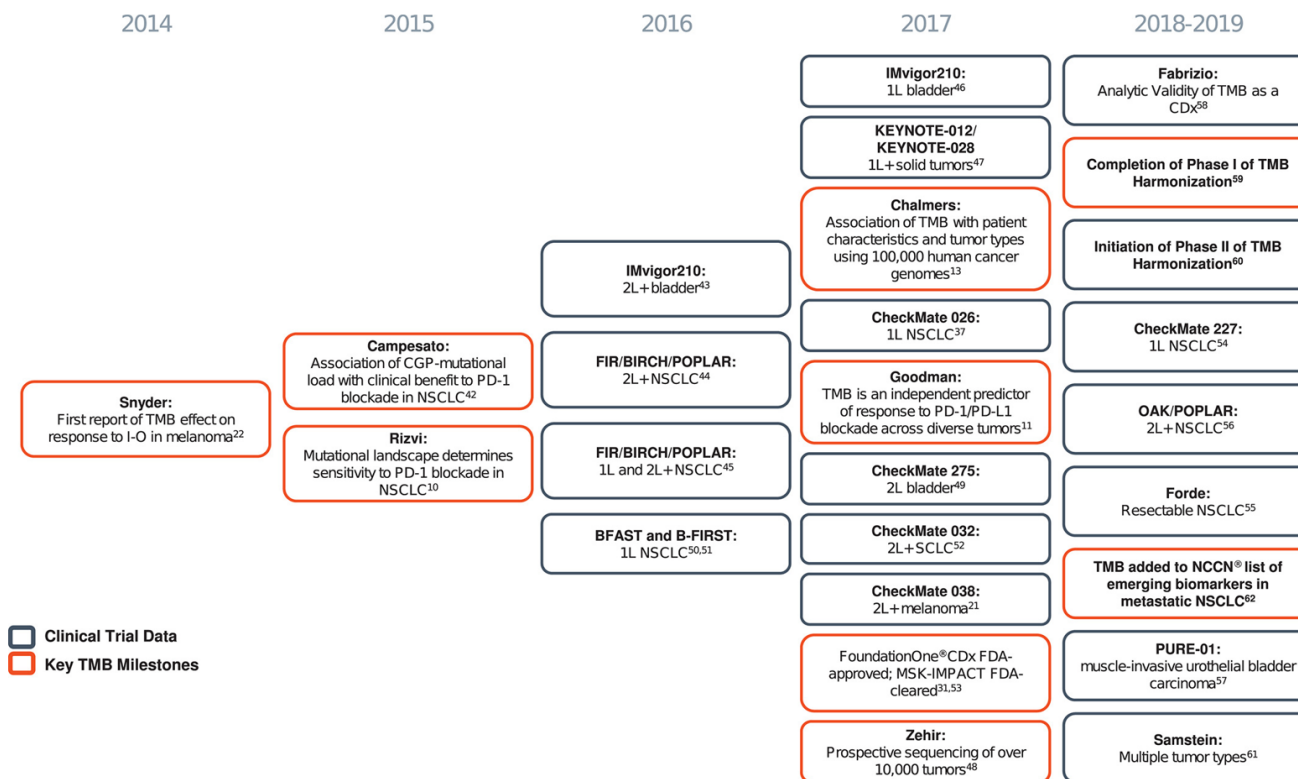 2014
2015
2016
2017
2018-2019
Snyder:
First report of TMB effect on
response to I-O in melanoma²²
Campesato:
Association of CGP-mutational
load with clinical benefit to PD-1
blockade in NSCLC⁴²
Rizvi:
Mutational landscape determines
sensitivity to PD-1 blockade in
NSCLC¹⁰
IMvigor210:
2L+ bladder⁴³
FIR/BIRCH/POPLAR:
2L+ NSCLC⁴⁴
FIR/BIRCH/POPLAR:
1L and 2L+ NSCLC⁴⁵
BFAST and B-FIRST:
1L NSCLC⁵⁰,⁵¹
IMvigor210:
1L bladder⁴⁶
KEYNOTE-012/
KEYNOTE-028
1L+ solid tumors⁴⁷
Chalmers:
Association of TMB with patient
characteristics and tumor types
using 100,000 human cancer
genomes¹³
CheckMate 026:
1L NSCLC³⁷
Goodman:
TMB is an independent predictor
of response to PD-1/PD-L1
blockade across diverse tumors¹¹
CheckMate 275:
2L bladder⁴⁹
CheckMate 032:
2L+ SCLC⁵²
CheckMate 038:
2L+ melanoma²¹
FoundationOne®CDx FDA-
approved; MSK-IMPACT FDA-
cleared³¹,⁵³
Zehir:
Prospective sequencing of over
10,000 tumors⁴⁸
Fabrizio:
Analytic Validity of TMB as a
CDx⁵⁸
Completion of Phase I of TMB
Harmonization⁵⁹
Initiation of Phase II of TMB
Harmonization⁶⁰
CheckMate 227:
1L NSCLC⁵⁴
OAK/POPLAR:
2L+ NSCLC⁵⁶
Forde:
Resectable NSCLC⁵⁵
TMB added to NCCN® list of
emerging biomarkers in
metastatic NSCLC⁶²
PURE-01:
muscle-invasive urothelial bladder
carcinoma⁵⁷
Samstein:
Multiple tumor types⁶¹
Clinical Trial Data
Key TMB Milestones